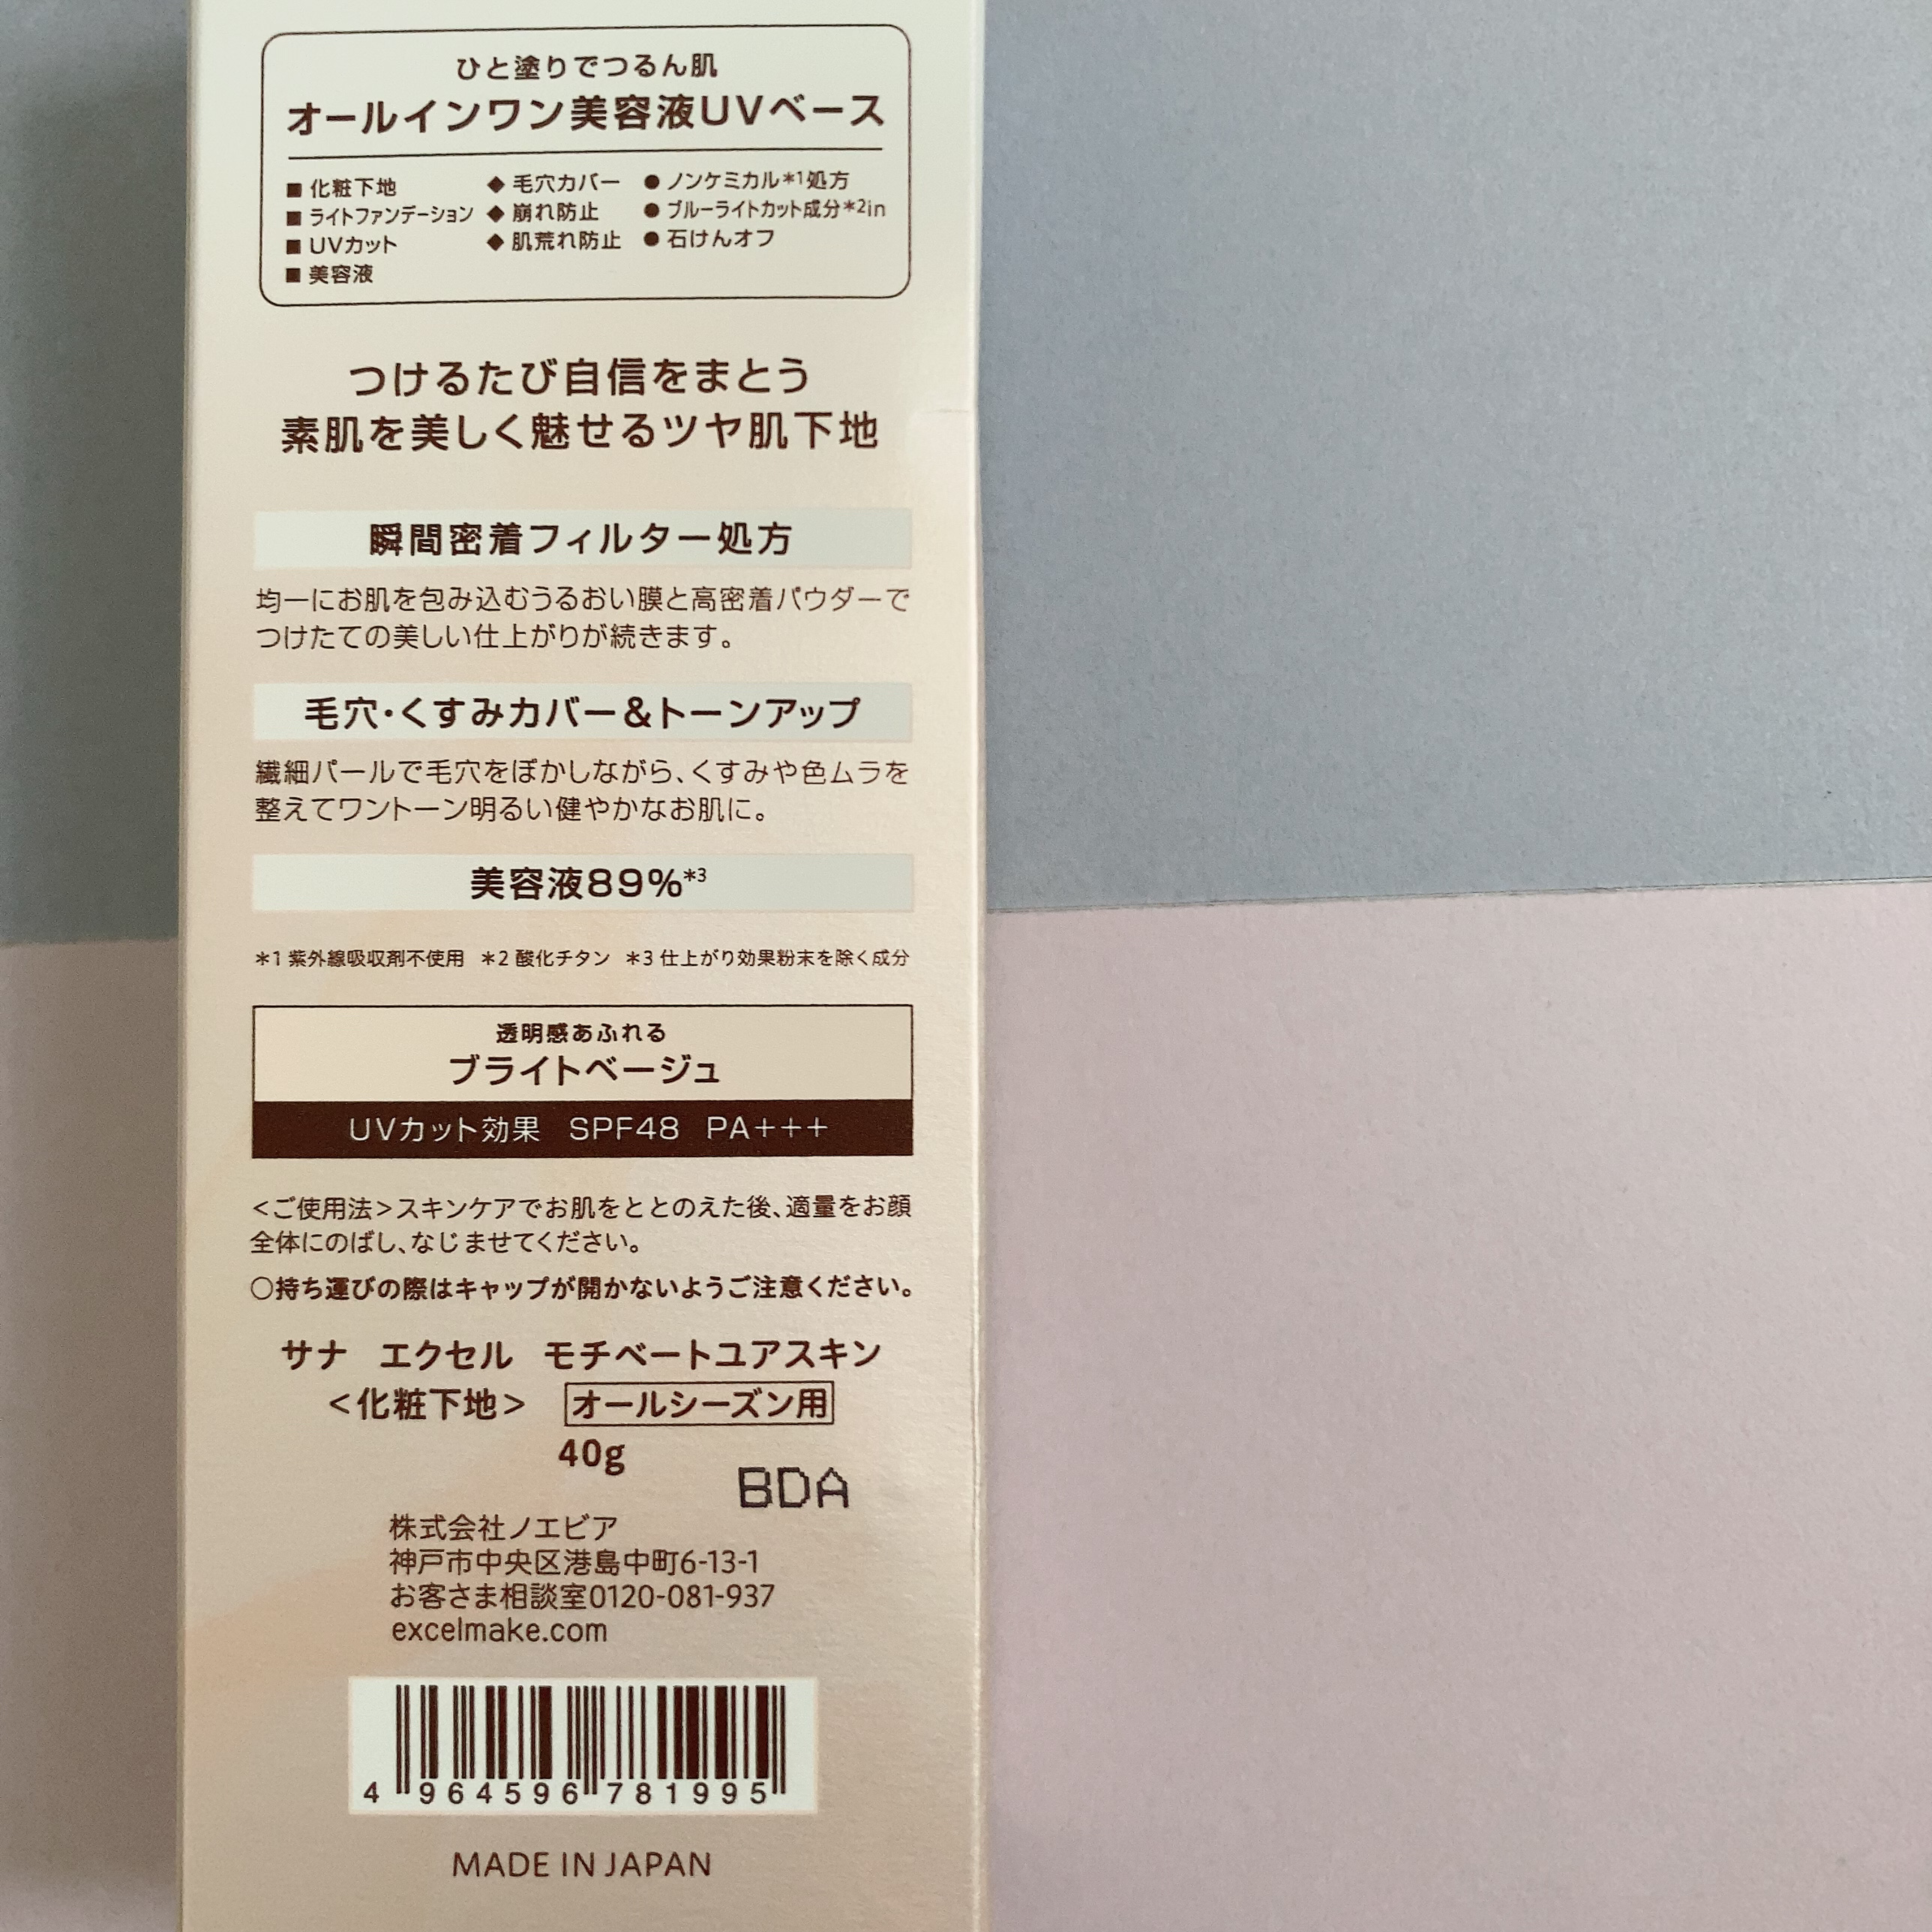 ひと塗りでつるん肌
オールインワン美容液UVベース
■ 化粧下地 ◆ 毛穴カバー ● ノンケミカル*1処方
■ ライトファンデーション ◆ 崩れ防止 ● ブルーライトカット成分*2in
■ UVカット ◆ 肌荒れ防止 ● 石けんオフ
■ 美容液
つけるたび自信をまとう
素肌を美しく魅せるツヤ肌下地
瞬間密着フィルター処方
均一にお肌を包み込むうるおい膜と高密着パウダーで
つけたての美しい仕上がりが続きます。
毛穴・くすみカバー&トーンアップ
繊細パールで毛穴をぼかしながら、くすみや色ムラを
整えてワントーン明るい健やかなお肌に。
美容液89%*3
*1 紫外線吸収剤不使用 *2 酸化チタン *3 仕上がり効果粉末を除く成分
透明感あふれる
ブライトベージュ
UVカット効果 SPF48 PA+++
<ご使用法>スキンケアでお肌をととのえた後、適量をお顔
全体にのばし、なじませてください。
○持ち運びの際はキャップが開かないようご注意ください。
サナ エクセル モチベートユアスキン
<化粧下地> オールシーズン用
40g
BDA
株式会社ノエビア
神戸市中央区港島中町6-13-1
お客さま相談室0120-081-937
excelmake.com
4 964596 781995
MADE IN JAPAN